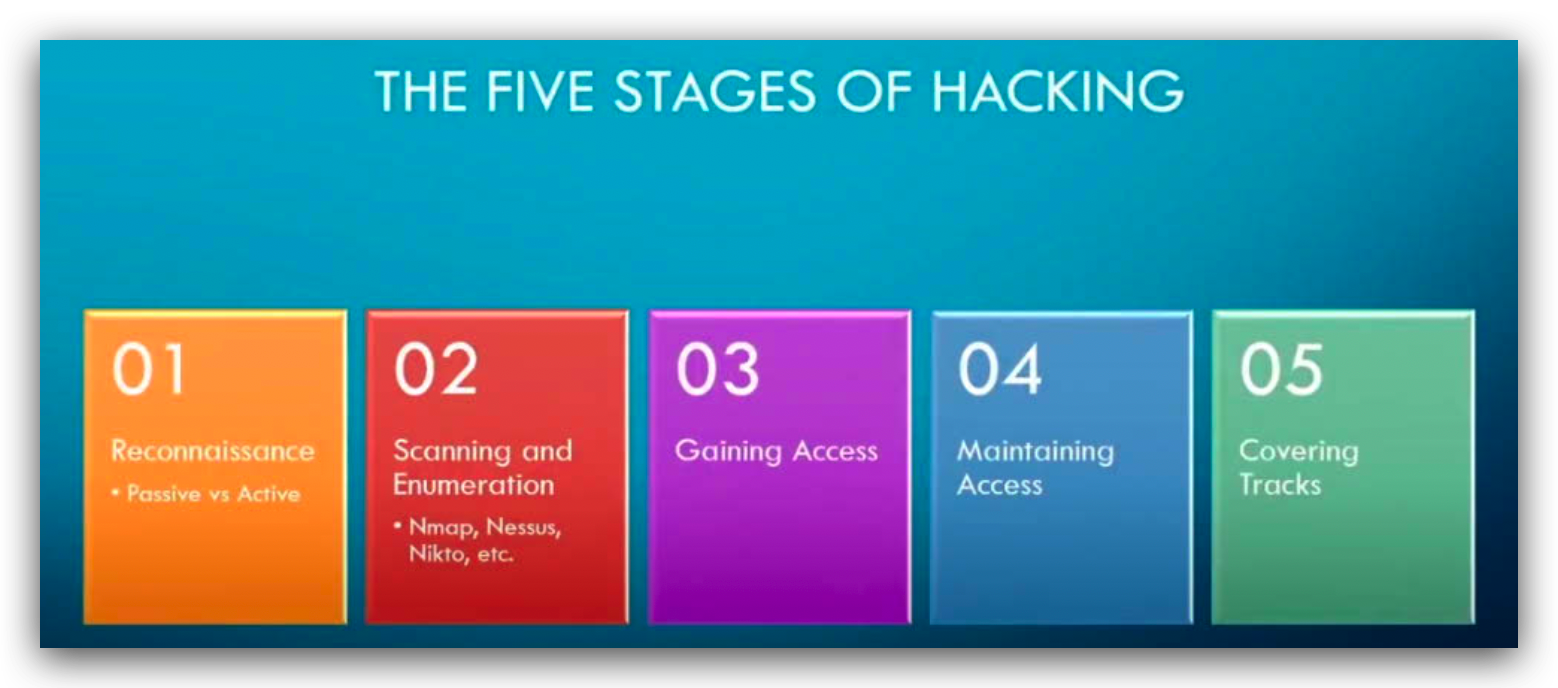 THE FIVE STAGES OF HACKING
01
Reconnaissance
• Passive vs Active
02
Scanning and
Enumeration
• Nmap, Nessus,
Nikto, etc.
03
Gaining Access
04
Maintaining
Access
05
Covering
Tracks